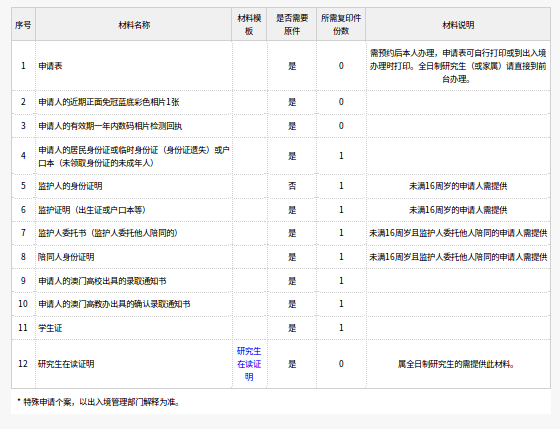 序号 材料名称 材料模板 是否需要原件 所需复印件份数 材料说明
1 申请表 是 0 需预约后本人办理，申请表可自行打印或到出入境办理时打印。全日制研究生（或家属）请直接到前台办理。
2 申请人的近期正面免冠蓝底彩色相片1张 是 0
3 申请人的有效期一年内数码相片检测回执 是 0
4 申请人的居民身份证或临时身份证（身份证遗失）或户口本（未领取身份证的未成年人） 是 1
5 监护人的身份证明 否 1 未满16周岁的申请人需提供
6 监护证明（出生证或户口本等） 是 1 未满16周岁的申请人需提供
7 监护人委托书（监护人委托他人陪同的） 是 1 未满16周岁且监护人委托他人陪同的申请人需提供
8 陪同人身份证明 是 1 未满16周岁且监护人委托他人陪同的申请人需提供
9 申请人的澳门高校出具的录取通知书 是 1
10 申请人的澳门高教办出具的确认录取通知书 是 1
11 学生证 是 1
12 研究生在读证明 研究生在读证明 是 0 属全日制研究生的需提供此材料。
* 特殊申请个案，以出入境管理部门解释为准。